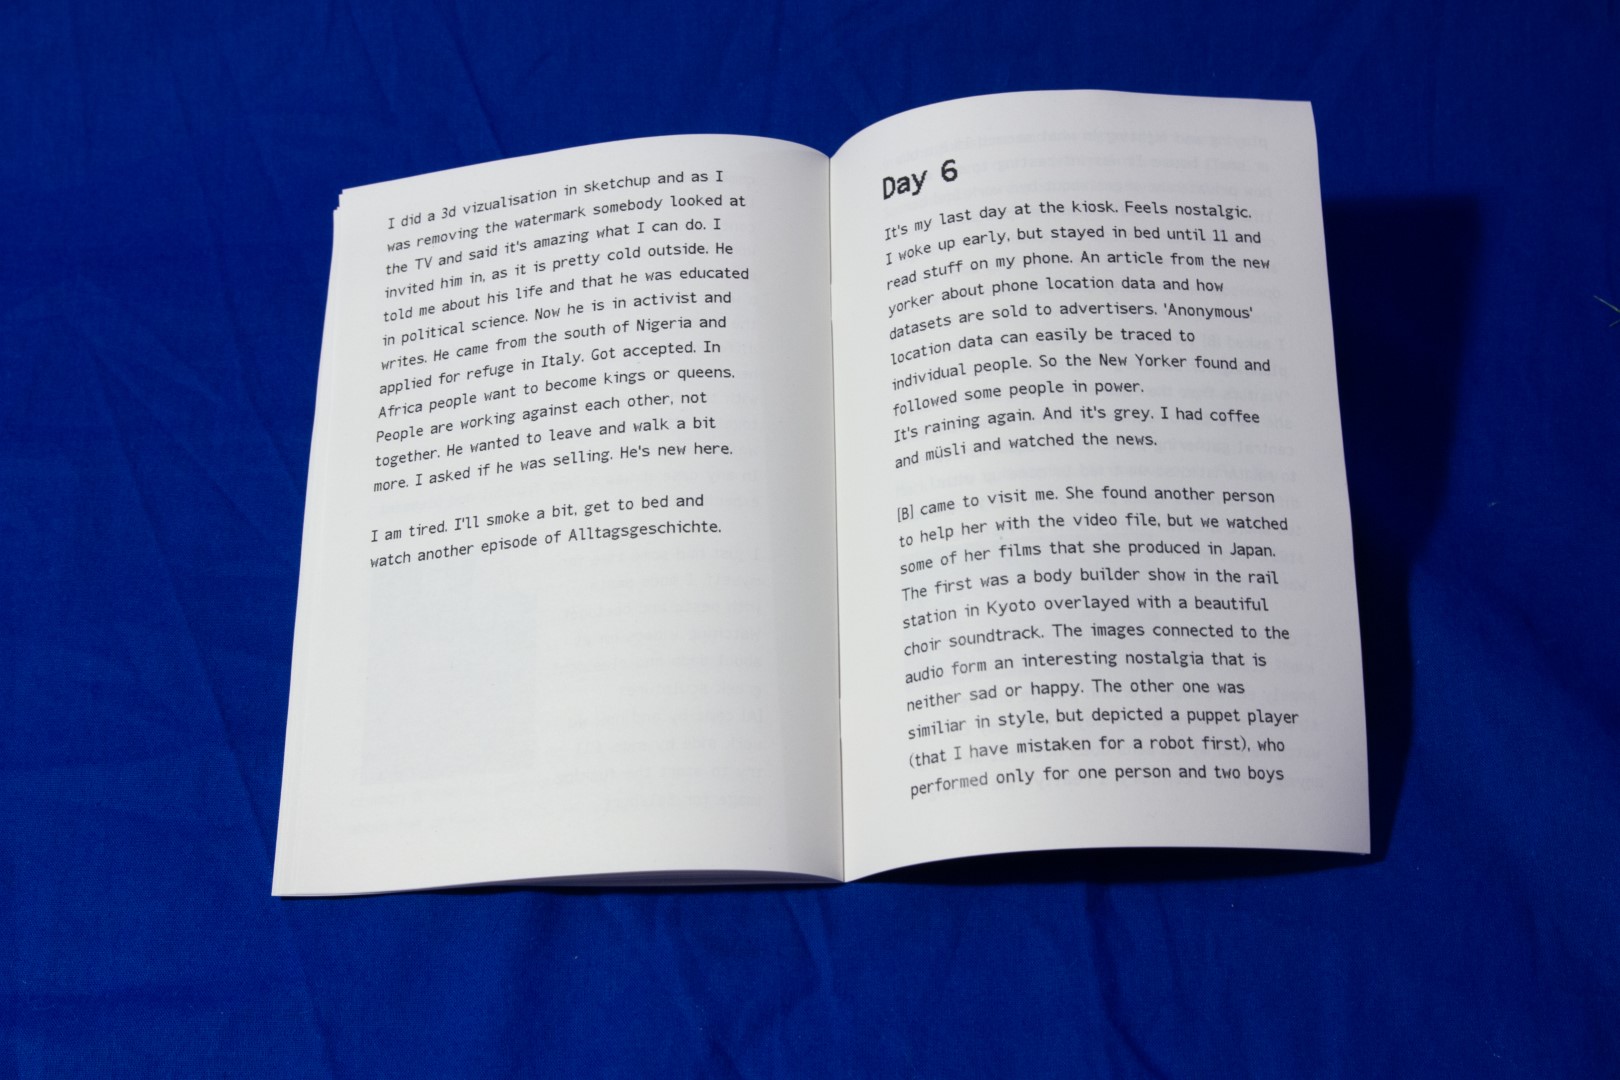 I did a 3d vizualisation in sketchup and as I
was removing the watermark somebody looked at
the TV and said it's amazing what I can do. I
invited him in, as it is pretty cold outside. He
told me about his life and that he was educated
in political science. Now he is in activist and
writes. He came from the south of Nigeria and
applied for refuge in Italy. Got accepted. In
Africa people want to become kings or queens.
People are working against each other, not
together. He wanted to leave and walk a bit
more. I asked if he was selling. He's new here.
I am tired. I'll smoke a bit, get to bed and
watch another episode of Alltagsgeschichte.
Day 6
It's my last day at the kiosk. Feels nostalgic.
I woke up early, but stayed in bed until 11 and
read stuff on my phone. An article from the new
yorker about phone location data and how
datasets are sold to advertisers. 'Anonymous'
location data can easily be traced to
individual people. So the New Yorker found and
followed some people in power.
It's raining again. And it's grey. I had coffee
and müsli and watched the news.
[B] came to visit me. She found another person
to help her with the video file, but we watched
some of her films that she produced in Japan.
The first was a body builder show in the rail
station in Kyoto overlayed with a beautiful
choir soundtrack. The images connected to the
audio form an interesting nostalgia that is
neither sad or happy. The other one was
similiar in style, but depicted a puppet player
(that I have mistaken for a robot first), who
performed only for one person and two boys